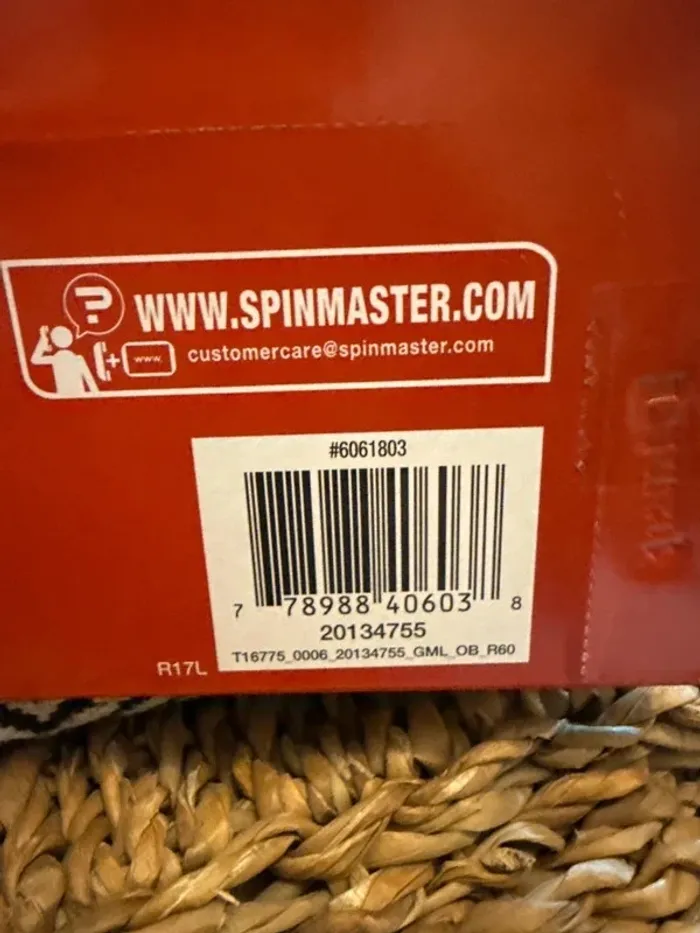 ?
WWW.SPINMASTER.COM
+ www. customercare@spinmaster.com
#6061803
7 78988 40603 8
20134755
T16775_0006_20134755_GML_OB_R60
R17L